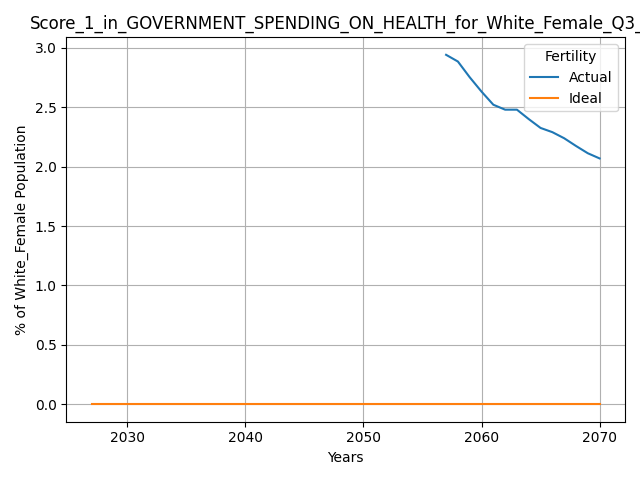 Score_1_in_GOVERNMENT_SPENDING_ON_HEALTH_for_White_Female_Q3_
3.0
2.5
2.0
1.5
1.0
0.5
0.0
% of White_Female Population
Fertility
Actual
Ideal
2030 2040 2050 2060 2070
Years